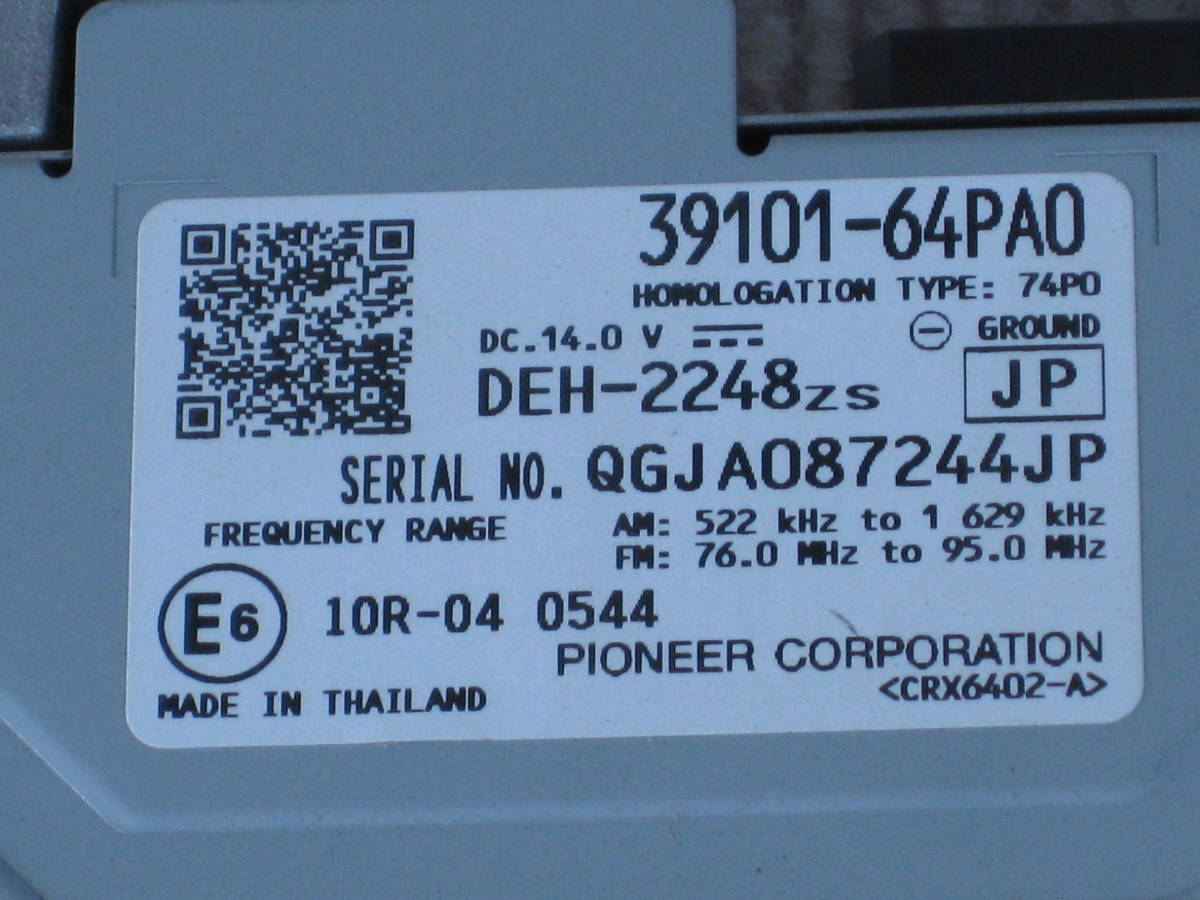 39101-64PA0
HOMOLOGATION TYPE: 74P0
DC.14.0 V GROUND
DEH-2248ZS JP
SERIAL NO. QGJA087244JP
FREQUENCY RANGE AM: 522 kHz to 1 629 kHz
FM: 76.0 MHz to 95.0 MHz
E6 10R-04 0544
PIONEER CORPORATION
MADE IN THAILAND <CRX6402-A>